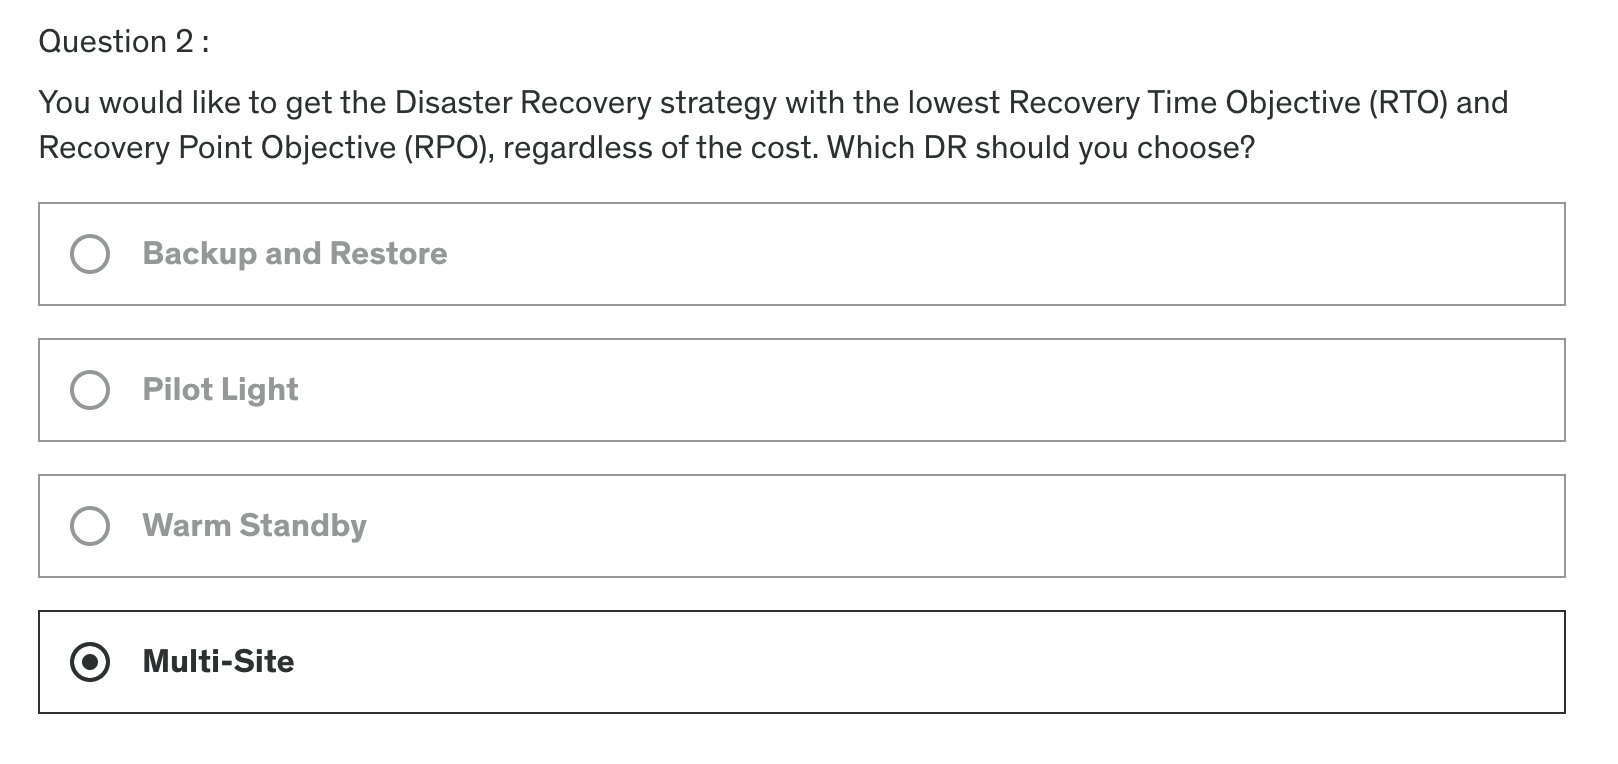 Question 2 :
You would like to get the Disaster Recovery strategy with the lowest Recovery Time Objective (RTO) and
Recovery Point Objective (RPO), regardless of the cost. Which DR should you choose?
Backup and Restore
Pilot Light
Warm Standby
Multi-Site